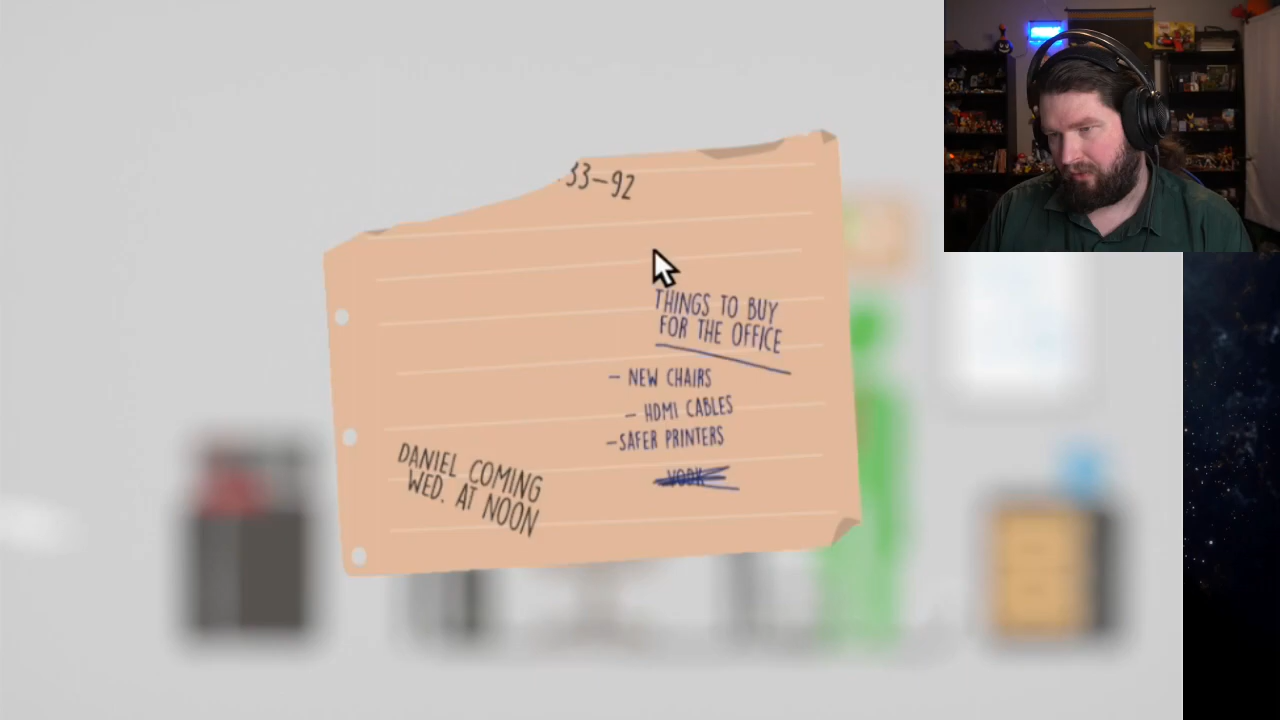 33-92
THINGS TO BUY
FOR THE OFFICE
- NEW CHAIRS
- HDMI CABLES
-SAFER PRINTERS
DANIEL COMING
WED. AT NOON